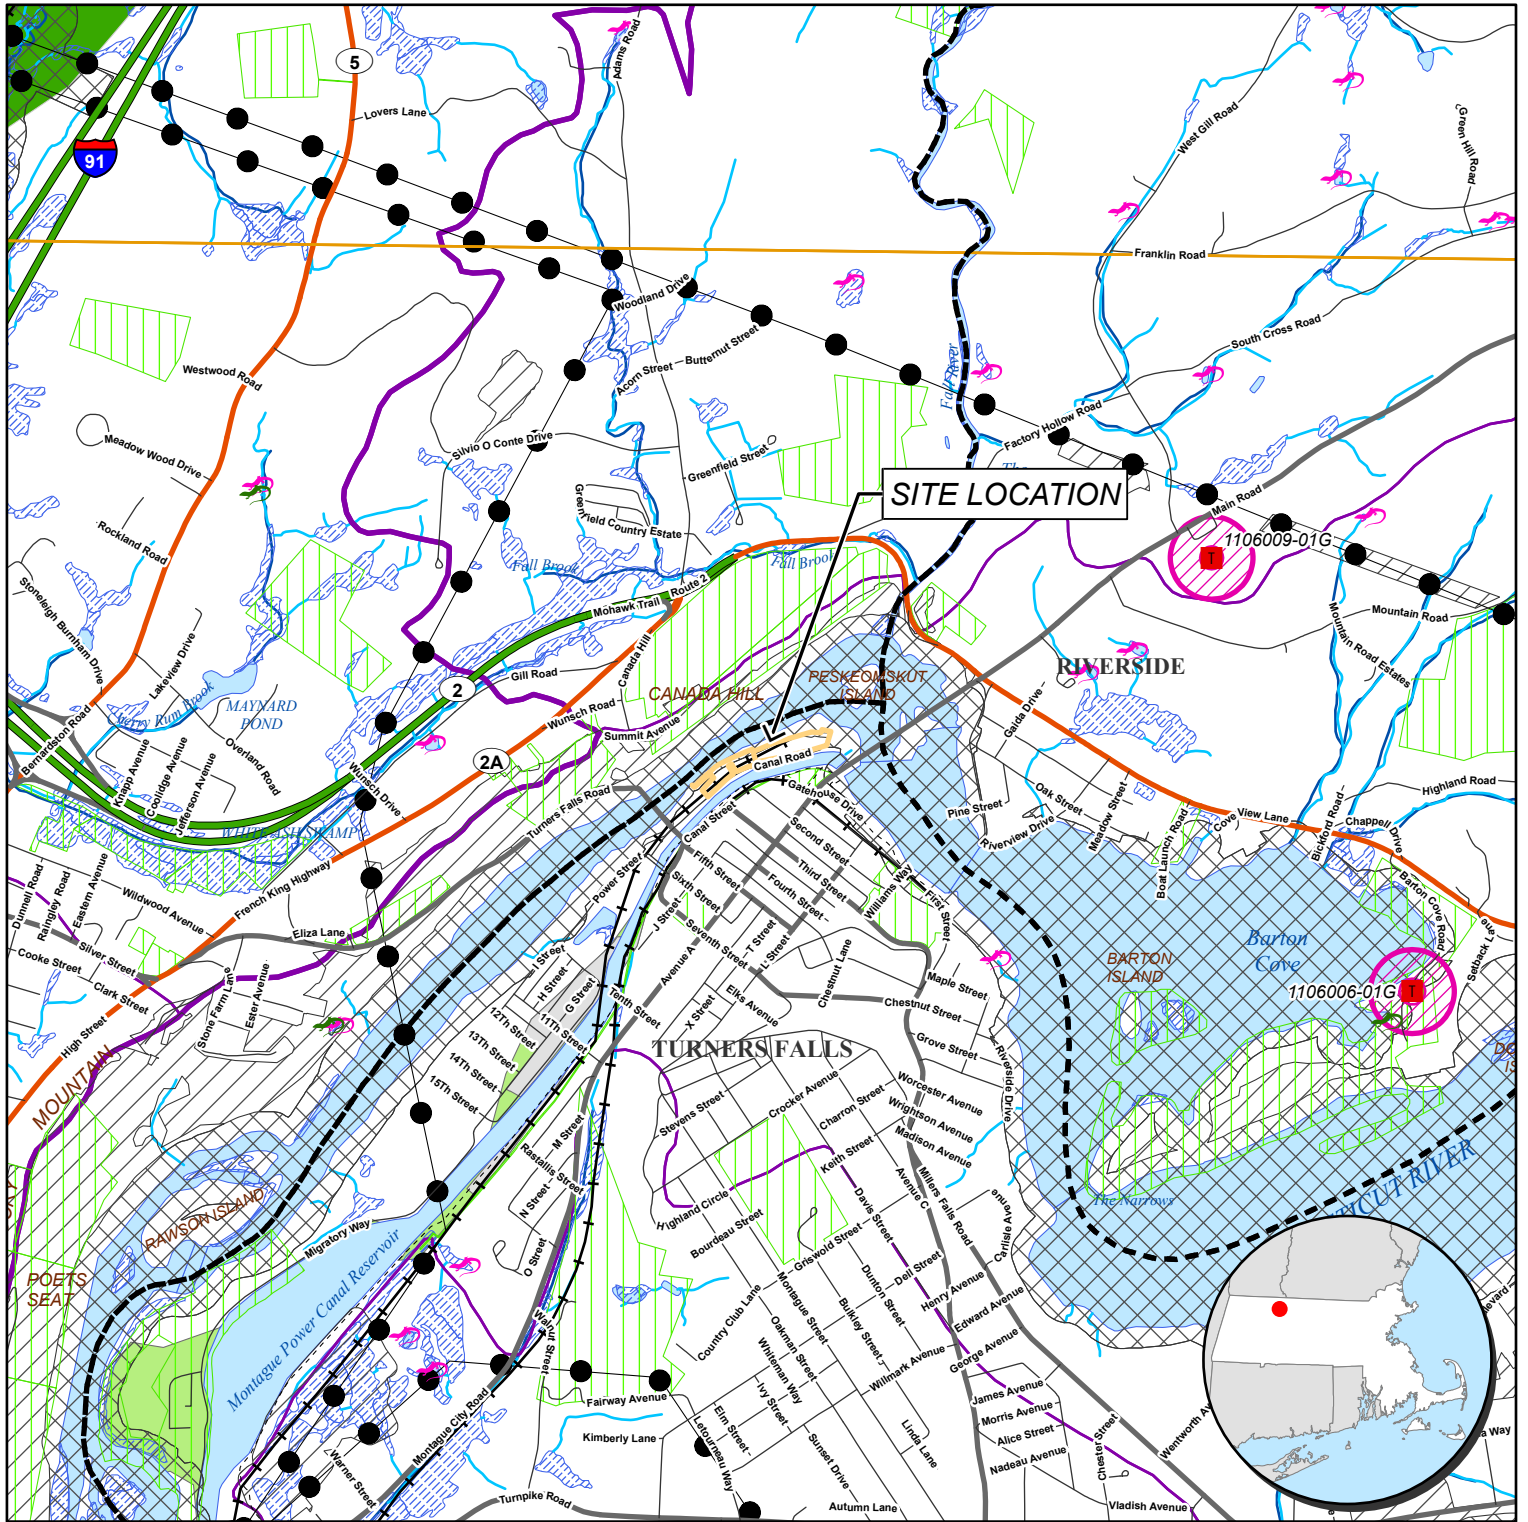 Adams Road
5
Lovers Lane
91
West Gill Road
Green Hill Road
Franklin Road
Woodland Drive
South Cross Road
Butternut Street
Acorn Street
Westwood Road
Fall River
Factory Hollow Road
Meadow Wood Drive
Silvio O Conte Drive
Greenfield Street
The
SITE LOCATION
Main Road
1106009-01G
T
Greenfield Country Estate
Rockland Road
Fall Brook
Fall Brook
Route 2
Mohawk Trail
Stoneleigh Burnham Drive
Mountain Road
Mountain Road Estates
RIVERSIDE
Lakeview Drive
Canada Hill
Gill Road
2
CANADA HILL
PESKEOMSKUT
ISLAND
Galda Drive
Cherry Rum Brook
MAYNARD
POND
Wunsch Road
Summit Avenue
Bernardston Road
Overland Road
2A
Canal Road
Knapp Avenue
Coolidge Avenue
Jefferson Avenue
Wunsch Drive
Turners Falls Road
Gatehouse Drive
Oak Street
Highland Road
Pine Street
Meadow Street
Cove View Lane
Bickford Road
Chappell Drive
WHITE ASH SWAMP
Canal Street
Second Street
Riverview Drive
Boat Launch Road
Power Street
Fifth Street
Third Street
Sixth Street
Fourth Street
Williams Way
First Street
Barton Cove Road
Dunnell Road
Raingley Road
Eastern Avenue
Wildwood Avenue
French King Highway
Eliza Lane
J Street
Seventh Street
T Street
L Street
Barton
Cove
Setback Lane
Silver Street
Cooke Street
Clark Street
High Street
Stone Farm Lane
Ester Avenue
I Street
H Street
G Street
Avenue A
Chestnut Lane
BARTON
ISLAND
Maple Street
1106006-01G
T
Tenth Street
X Street
Elks Avenue
Chestnut Street
12Th Street
11Th Street
13Th Street
14Th Street
15Th Street
TURNERS FALLS
Grove Street
Riverside Drive
MOUNTAIN
Crocker Avenue
Worcester Avenue
Stevens Street
Charron Street
Wrightson Avenue
Madison Avenue
M Street
Rastallis Street
Keith Street
N Street
Avenue C
Millers Falls Road
The Narrows
Highland Circle
Davis Street
Carlisle Avenue
RAWSON ISLAND
Migratory Way
Bourdeau Street
Griswold Street
O Street
Dell Street
POETS
SEAT
Montague Power Canal Reservoir
Country Club Lane
Montague Street
Dunton Street
Henry Avenue
Edward Avenue
Walnut Street
Oakman Street
Bulkley Street
George Avenue
Whiteman Way
Willmark Avenue
James Avenue
Fairway Avenue
Ivy Street
Morris Avenue
Elm Street
Alice Street
Kimberly Lane
Letourneau Way
Linda Lane
Nadeau Avenue
Chester Street
Montague City Road
Warner Street
Sunset Drive
Turnpike Road
Autumn Lane
Vladish Avenue
Way